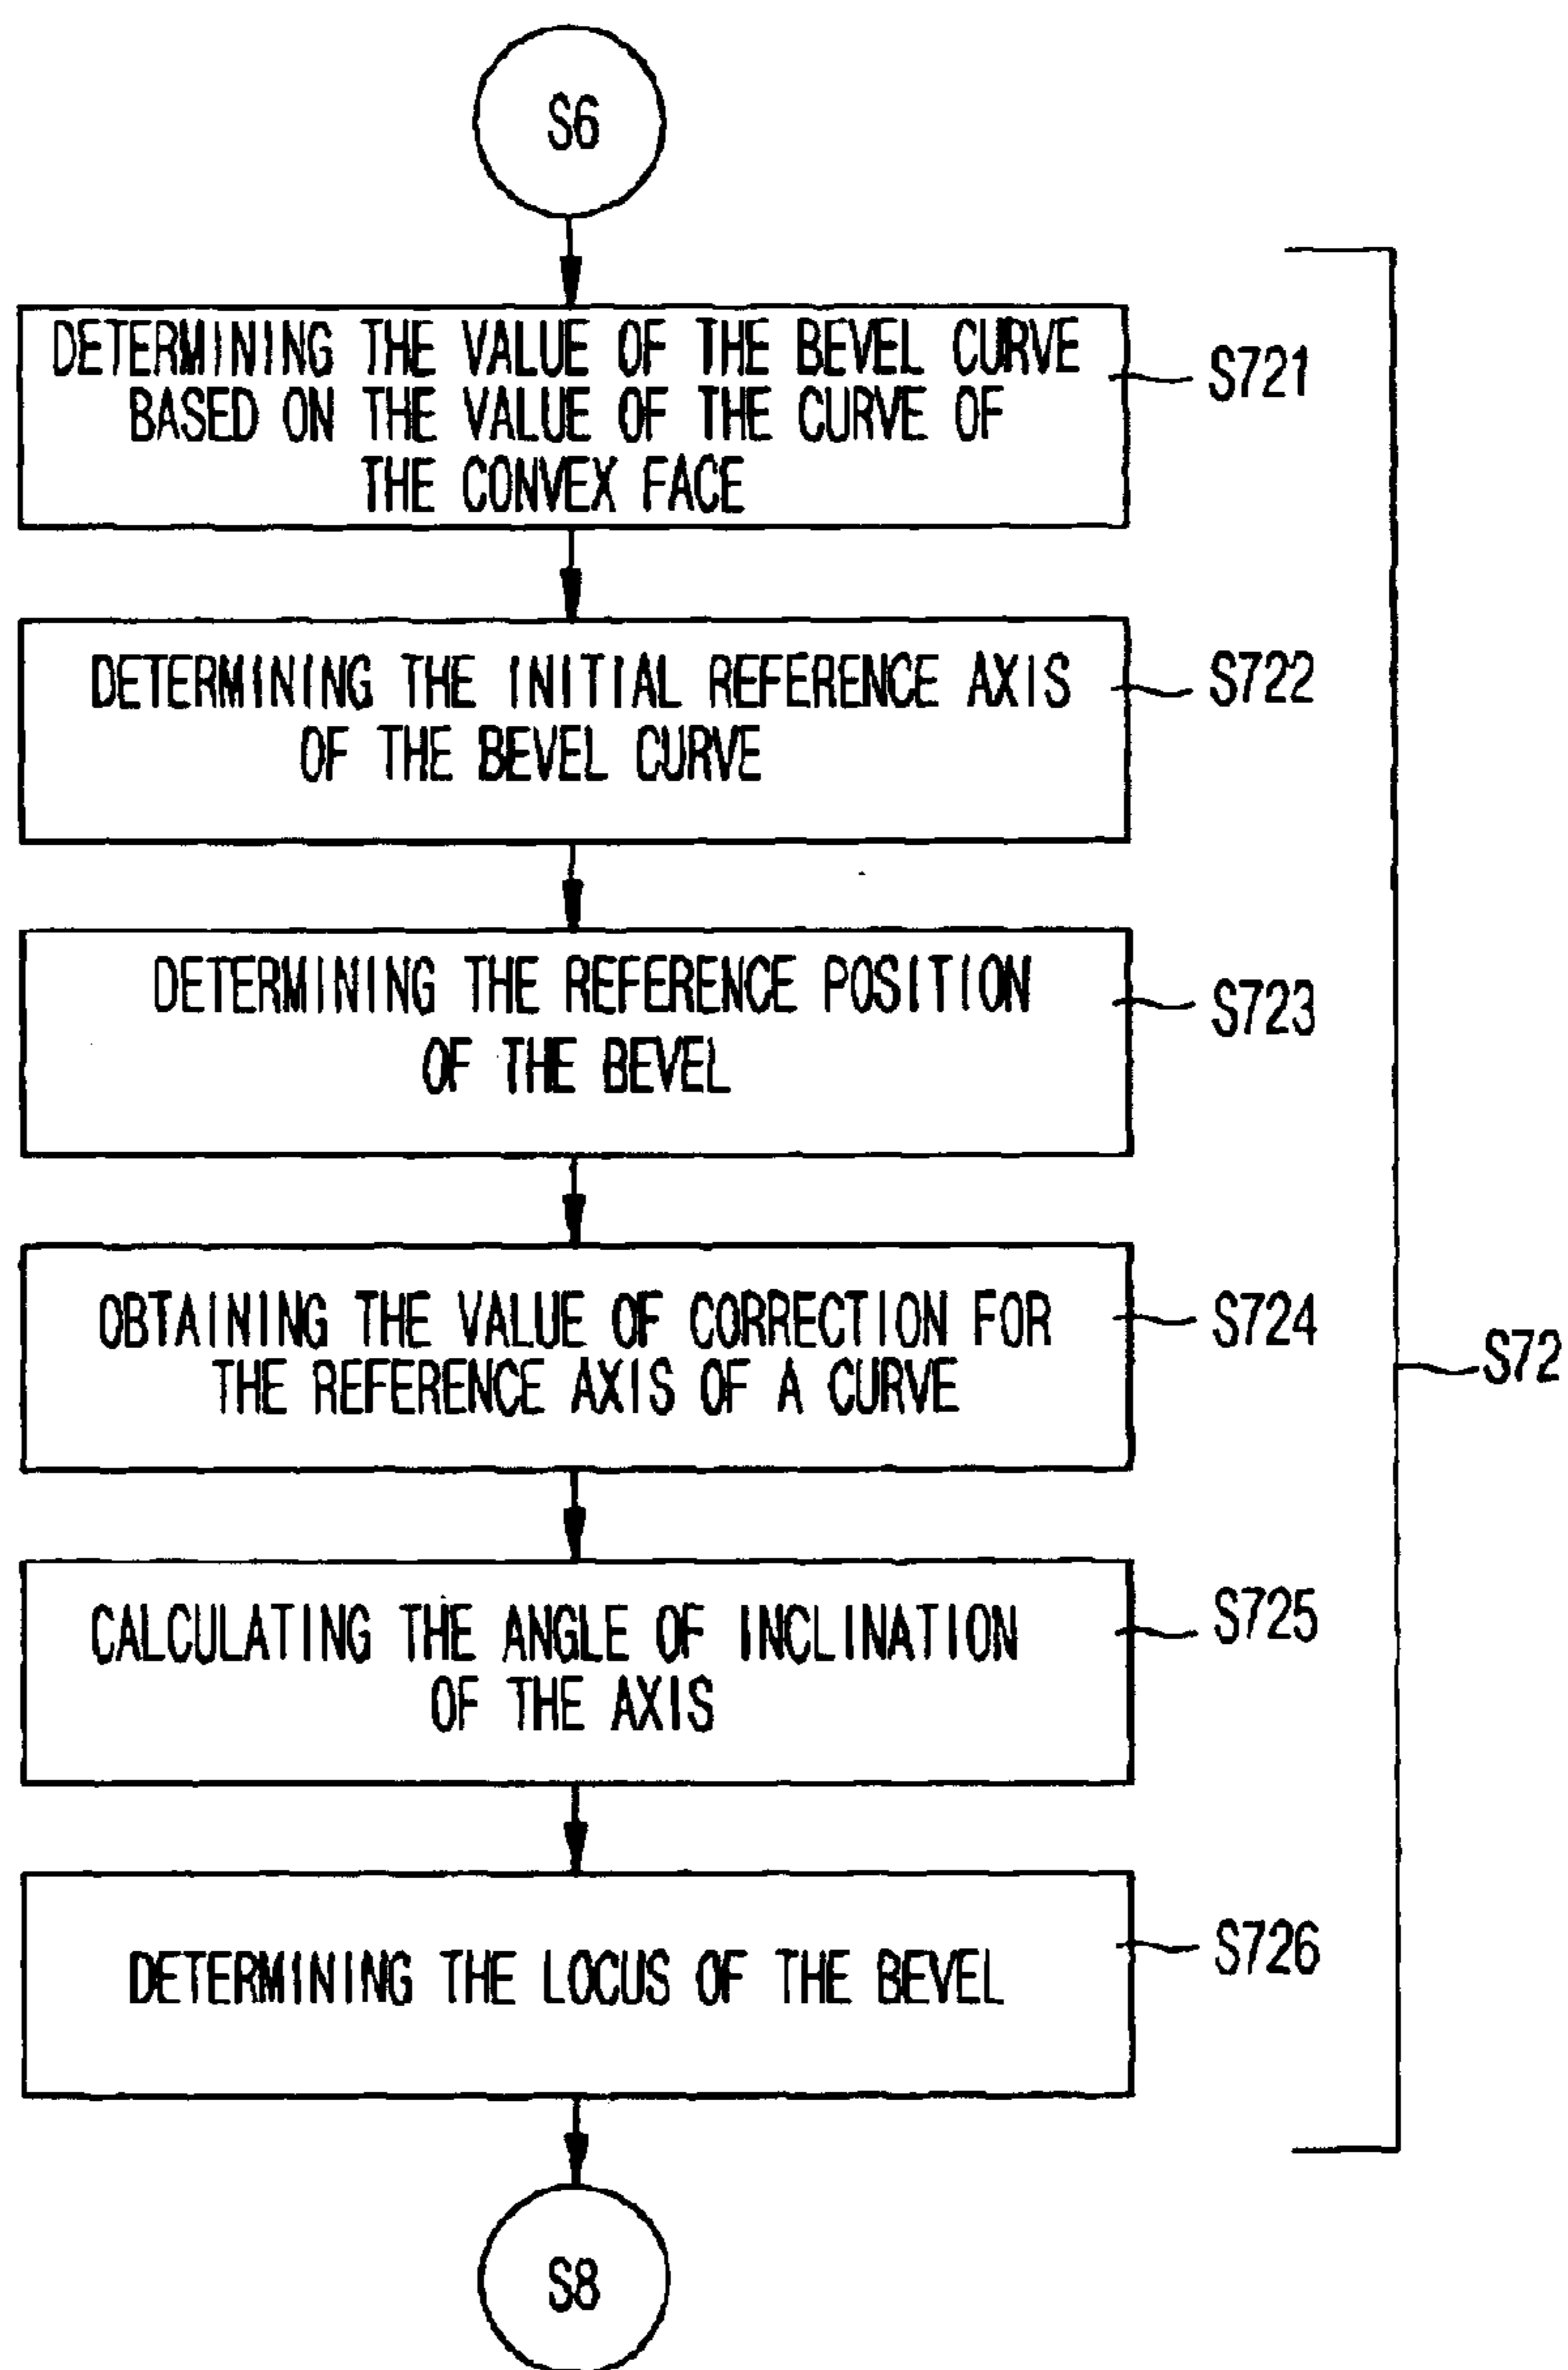 S6
DETERMINING THE VALUE OF THE BEVEL CURVE
BASED ON THE VALUE OF THE CURVE OF
THE CONVEX FACE
S721
DETERMINING THE INITIAL REFERENCE AXIS
OF THE BEVEL CURVE
S722
DETERMINING THE REFERENCE POSITION
OF THE BEVEL
S723
OBTAINING THE VALUE OF CORRECTION FOR
THE REFERENCE AXIS OF A CURVE
S724
S72
CALCULATING THE ANGLE OF INCLINATION
OF THE AXIS
S725
DETERMINING THE LOCUS OF THE BEVEL
S726
S8